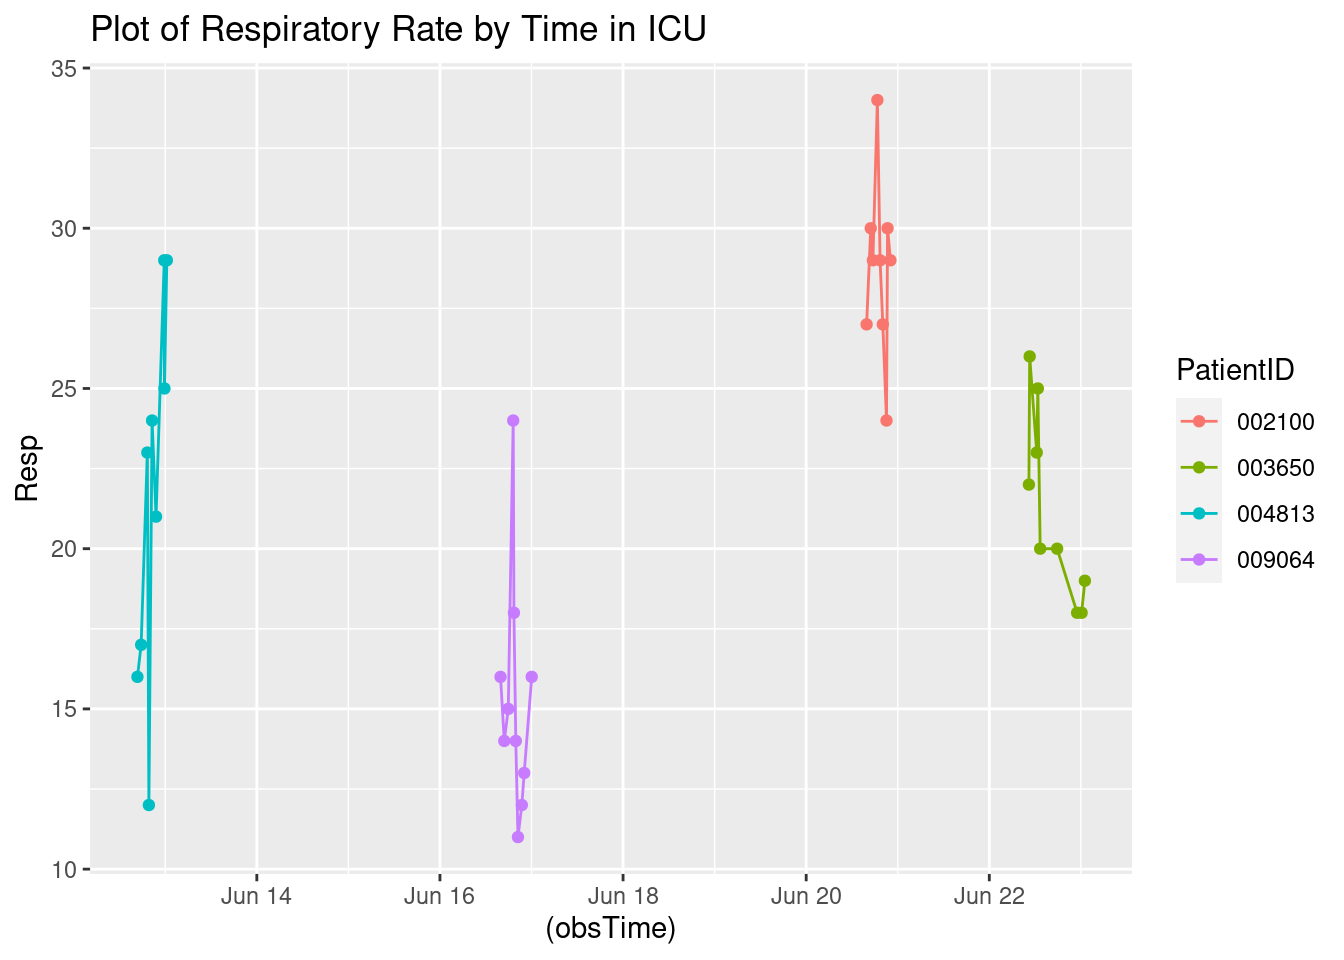 Plot of Respiratory Rate by Time in ICU
35
30
25
20
15
10
Resp
Jun 14 Jun 16 Jun 18 Jun 20 Jun 22
(obsTime)
PatientID
002100
003650
004813
009064